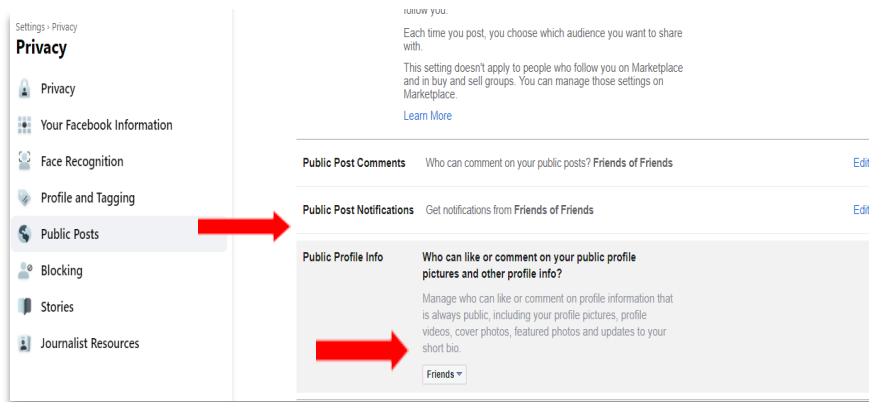 Settings › Privacy
Privacy
Privacy
Your Facebook Information
Face Recognition
Profile and Tagging
Public Posts
Blocking
Stories
Journalist Resources
follow you.
Each time you post, you choose which audience you want to share
with.
This setting doesn't apply to people who follow you on Marketplace
and in buy and sell groups. You can manage those settings on
Marketplace.
Learn More
Public Post Comments Who can comment on your public posts? Friends of Friends Edit
Public Post Notifications Get notifications from Friends of Friends Edit
Public Profile Info Who can like or comment on your public profile
pictures and other profile info?
Manage who can like or comment on profile information that
is always public, including your profile pictures, profile
videos, cover photos, featured photos and updates to your
short bio.
Friends